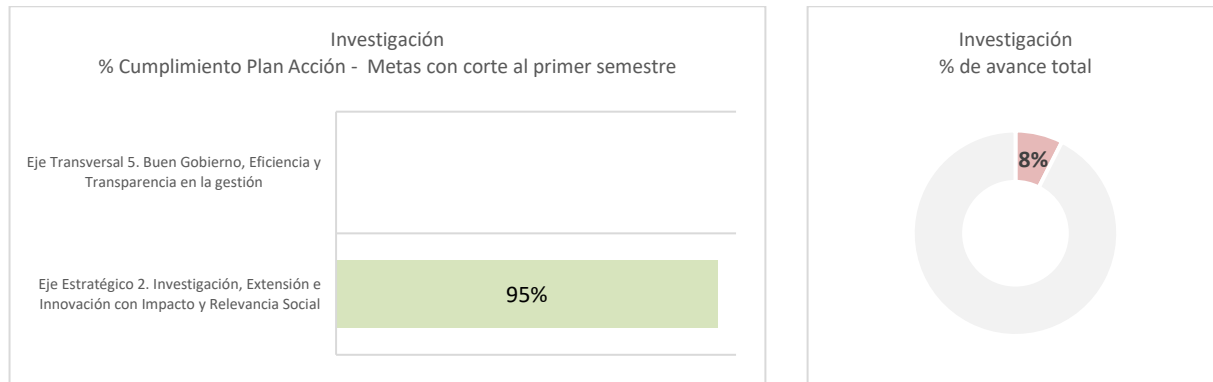 Investigación
% Cumplimiento Plan Acción - Metas con corte al primer semestre
Eje Transversal 5. Buen Gobierno, Eficiencia y
Transparencia en la gestión
Eje Estratégico 2. Investigación, Extensión e
Innovación con Impacto y Relevancia Social
95%
Investigación
% de avance total
8%